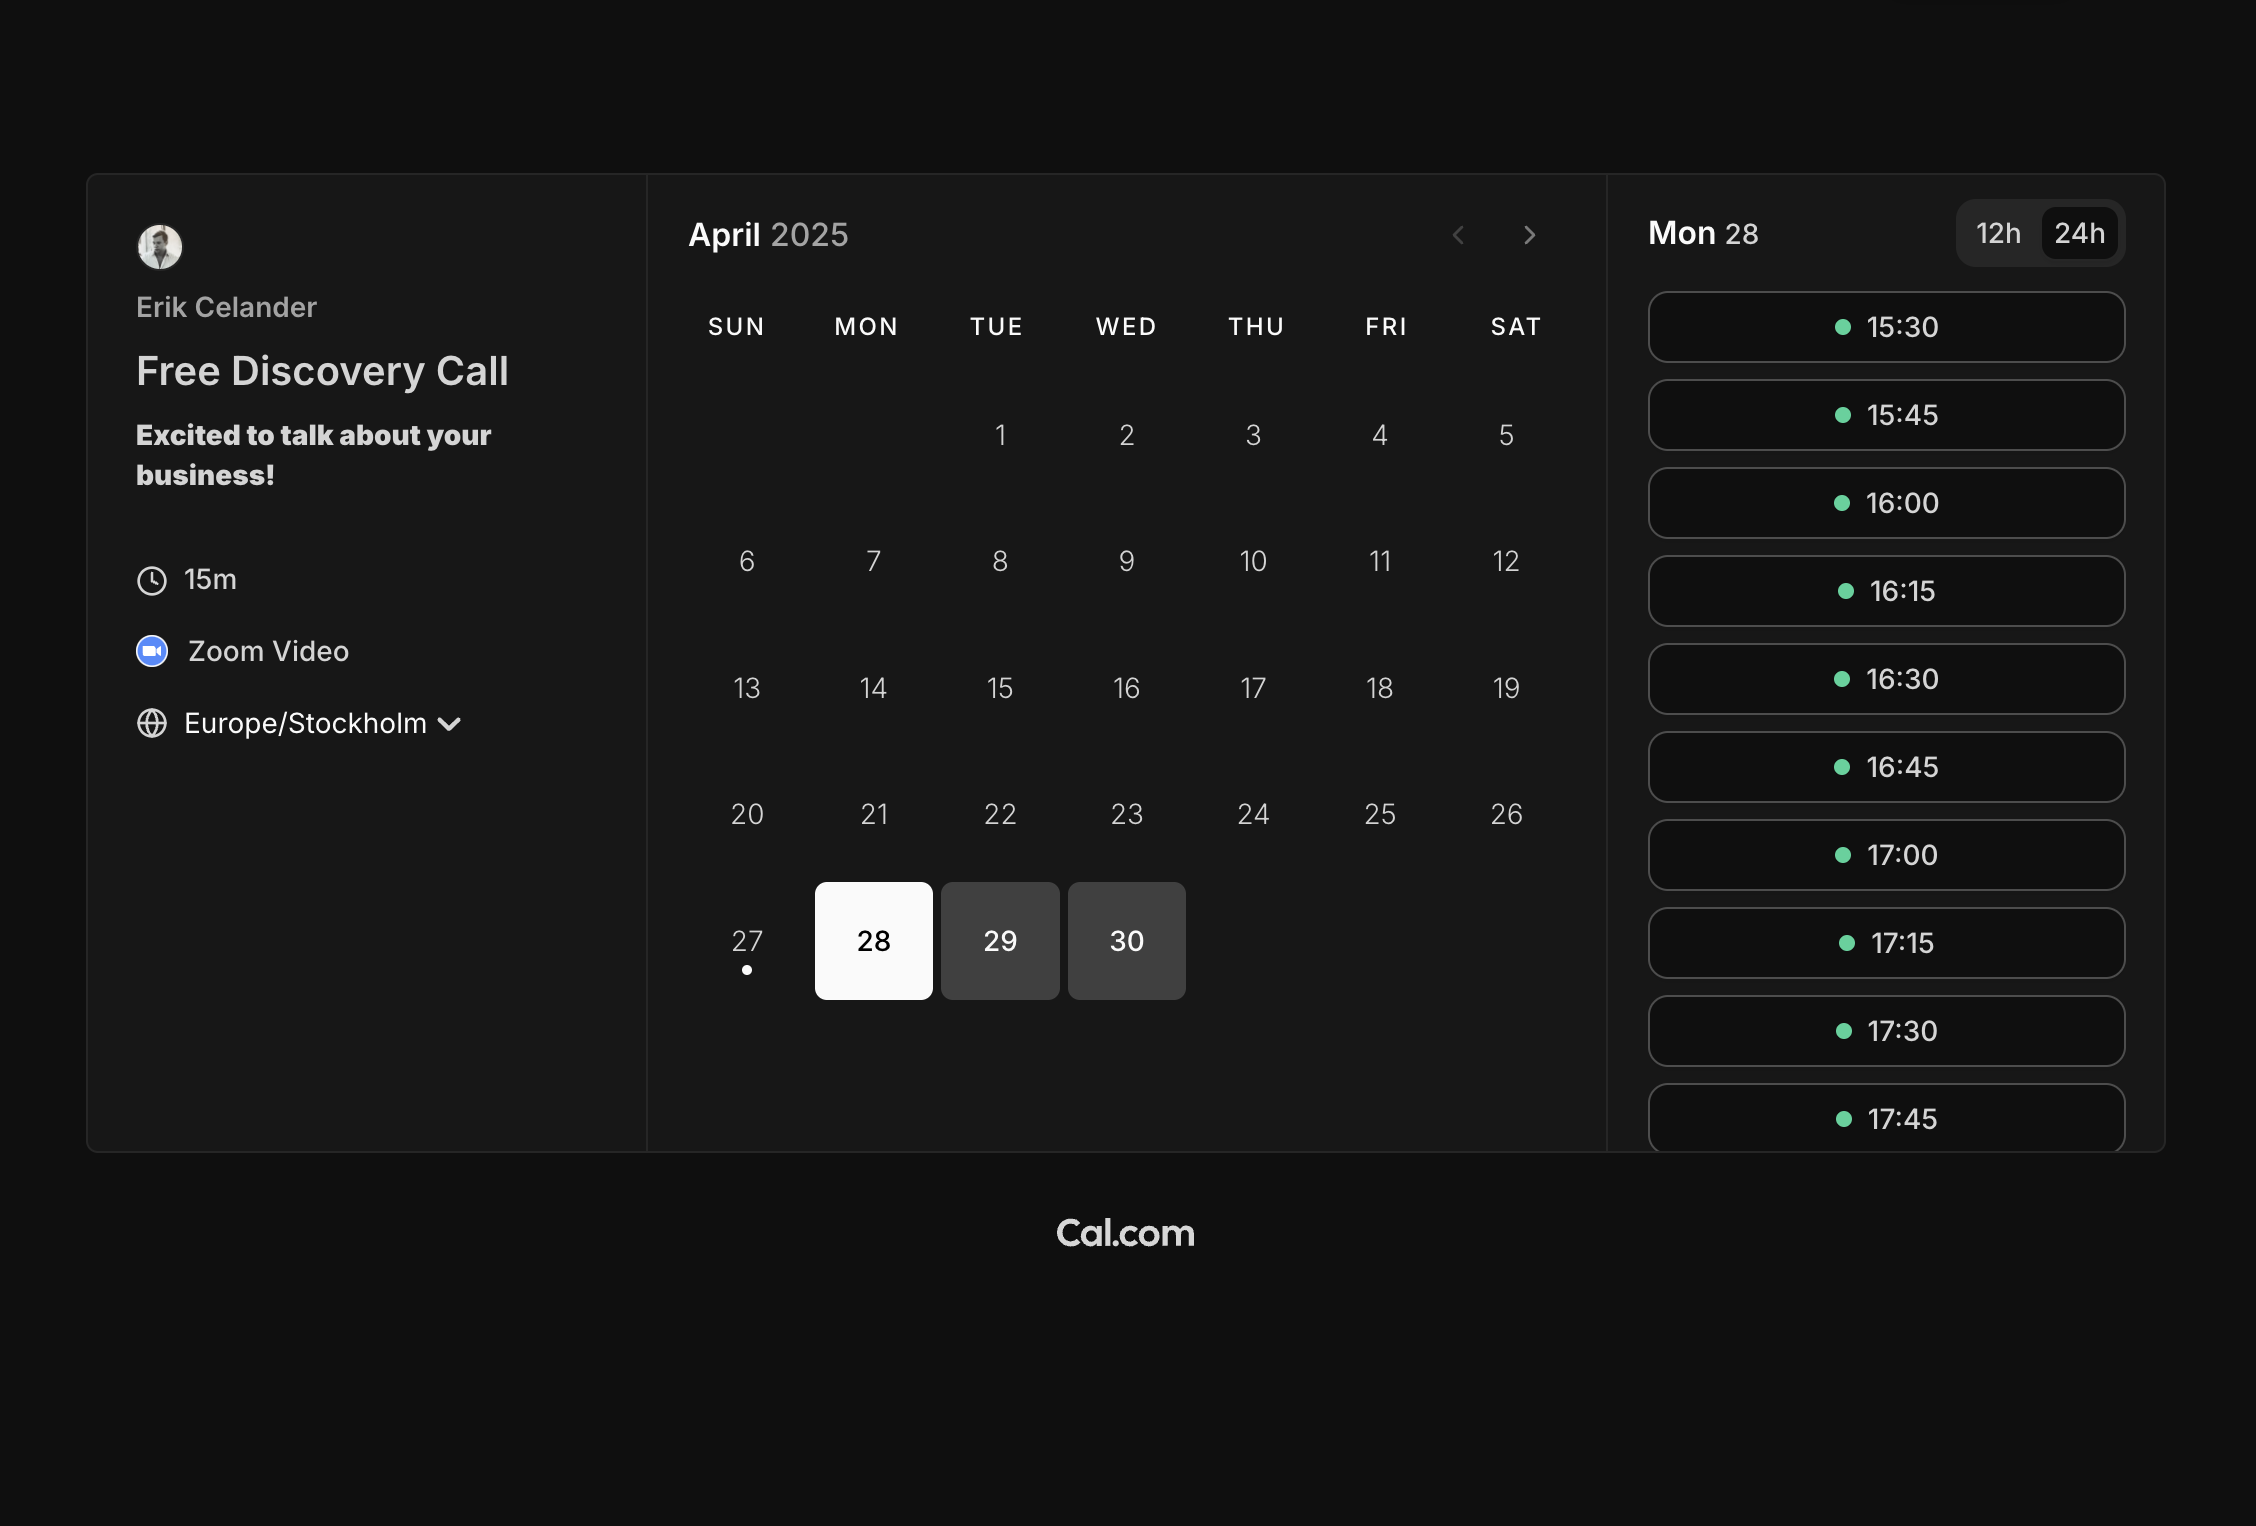 Erik Celander
Free Discovery Call
Excited to talk about your
business!
15m
Zoom Video
Europe/Stockholm
April 2025
SUN MON TUE WED THU FRI SAT
1 2 3 4 5
6 7 8 9 10 11 12
13 14 15 16 17 18 19
20 21 22 23 24 25 26
27 28 29 30
Mon 28
12h 24h
15:30
15:45
16:00
16:15
16:30
16:45
17:00
17:15
17:30
17:45
Cal.com